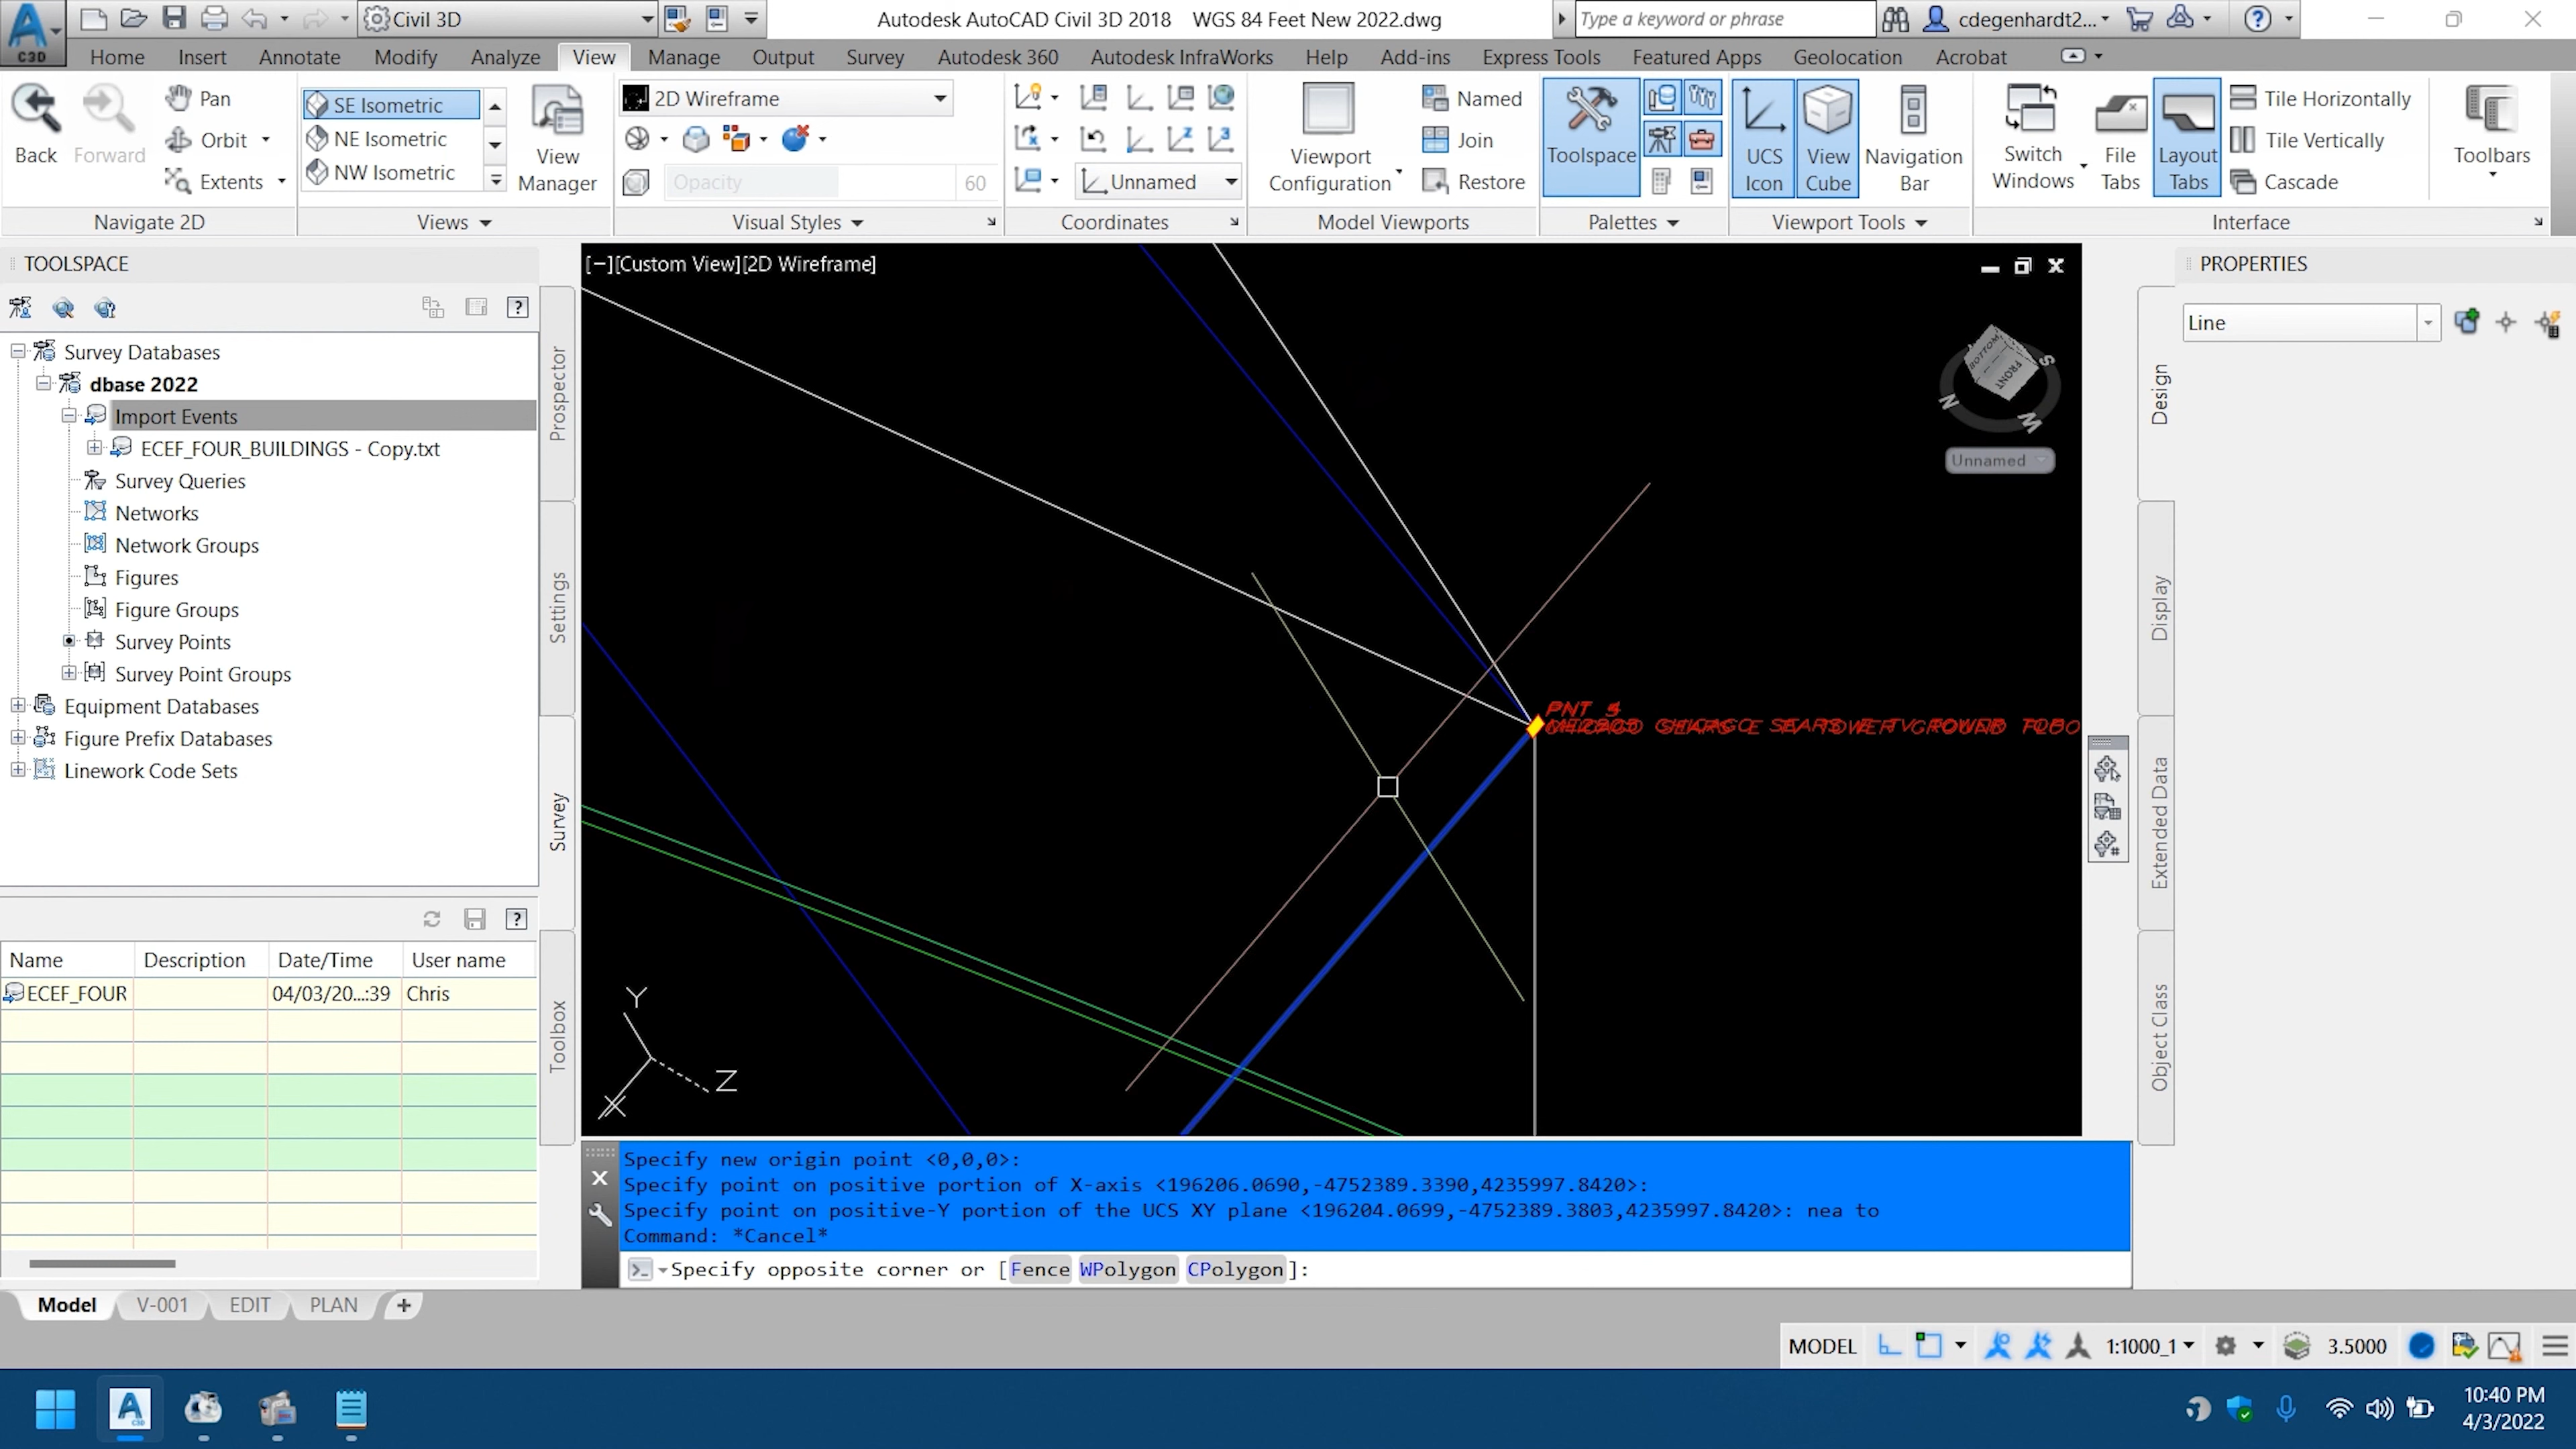 Civil 3D
Autodesk AutoCAD Civil 3D 2018 WGS 84 Feet New 2022.dwg
Type a keyword or phrase
cdegenhardt2...
C3D
Home Insert Annotate Modify Analyze View Manage Output Survey Autodesk 360 Autodesk InfraWorks Help Add-ins Express Tools Featured Apps Geolocation Acrobat
Back
Forward
Pan
Orbit
Extents
Navigate 2D
SE Isometric
NE Isometric
NW Isometric
View Manager
Views
2D Wireframe
Opacity 60
Visual Styles
Unnamed
Coordinates
Viewport Configuration
Named
Join
Restore
Model Viewports
Toolspace
Palettes
UCS Icon
View Cube
Navigation Bar
Viewport Tools
Switch Windows
File Tabs
Layout Tabs
Tile Horizontally
Tile Vertically
Cascade
Interface
Toolbars
TOOLSPACE
Survey Databases
dbase 2022
Import Events
ECEF_FOUR_BUILDINGS - Copy.txt
Survey Queries
Networks
Network Groups
Figures
Figure Groups
Survey Points
Survey Point Groups
Equipment Databases
Figure Prefix Databases
Linework Code Sets
Prospector
Settings
Survey
Toolbox
Name Description Date/Time User name
ECEF_FOUR 04/03/20...:39 Chris
[−][Custom View][2D Wireframe]
BOTTOM
FRONT
S
N
Unnamed
PNT
Y
Z
X
PROPERTIES
Line
Design
Display
Extended Data
Object Class
Specify new origin point <0,0,0>:
Specify point on positive portion of X-axis <196206.0690,-4752389.3390,4235997.8420>:
Specify point on positive-Y portion of the UCS XY plane <196204.0699,-4752389.3803,4235997.8420>: nea to
Command: *Cancel*
Specify opposite corner or [Fence WPolygon CPolygon]:
Model V-001 EDIT PLAN +
MODEL 1:1000_1 3.5000
10:40 PM
4/3/2022